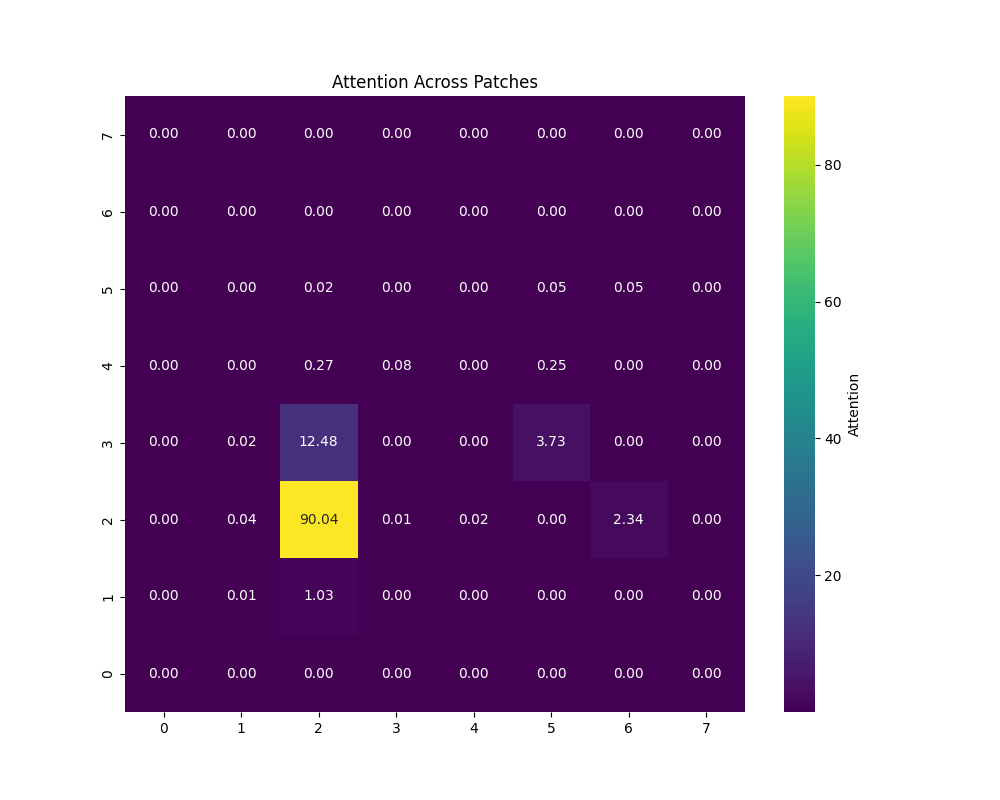 Attention Across Patches
7 0.00 0.00 0.00 0.00 0.00 0.00 0.00 0.00
80
6 0.00 0.00 0.00 0.00 0.00 0.00 0.00 0.00
5 0.00 0.00 0.02 0.00 0.00 0.05 0.05 0.00
60
4 0.00 0.00 0.27 0.08 0.00 0.25 0.00 0.00
Attention
3 0.00 0.02 12.48 0.00 0.00 3.73 0.00 0.00
40
2 0.00 0.04 90.04 0.01 0.02 0.00 2.34 0.00
20
1 0.00 0.01 1.03 0.00 0.00 0.00 0.00 0.00
0 0.00 0.00 0.00 0.00 0.00 0.00 0.00 0.00
0 1 2 3 4 5 6 7